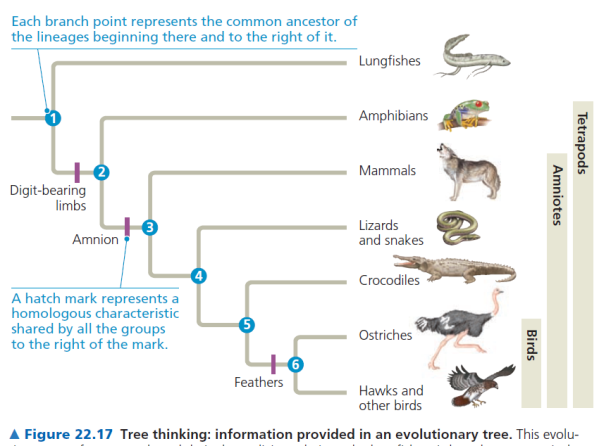 Each branch point represents the common ancestor of
the lineages beginning there and to the right of it.
Lungfishes
1
Amphibians
Tetrapods
2
Mammals
Amniotes
Digit-bearing
limbs
3
Lizards
and snakes
Amnion
4
Crocodiles
A hatch mark represents a
homologous characteristic
shared by all the groups
to the right of the mark.
5
Ostriches
Birds
6
Feathers
Hawks and
other birds
▲ Figure 22.17 Tree thinking: information provided in an evolutionary tree. This evolu-